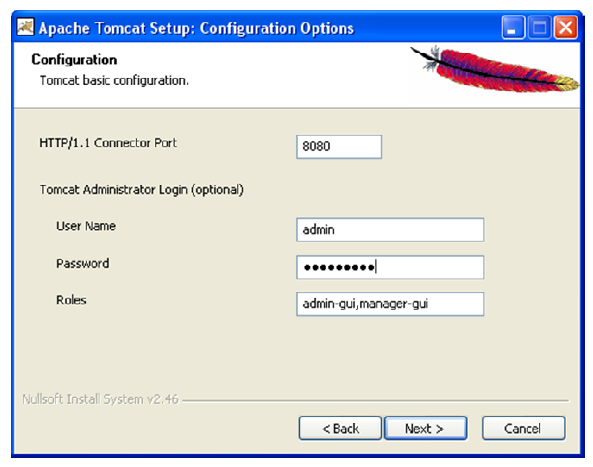 Apache Tomcat Setup: Configuration Options
Configuration
Tomcat basic configuration.
HTTP/1.1 Connector Port
8080
Tomcat Administrator Login (optional)
User Name
admin
Password
●●●●●●●●●
Roles
admin-gui,manager-gui
Nullsoft Install System v2.46
< Back Next > Cancel